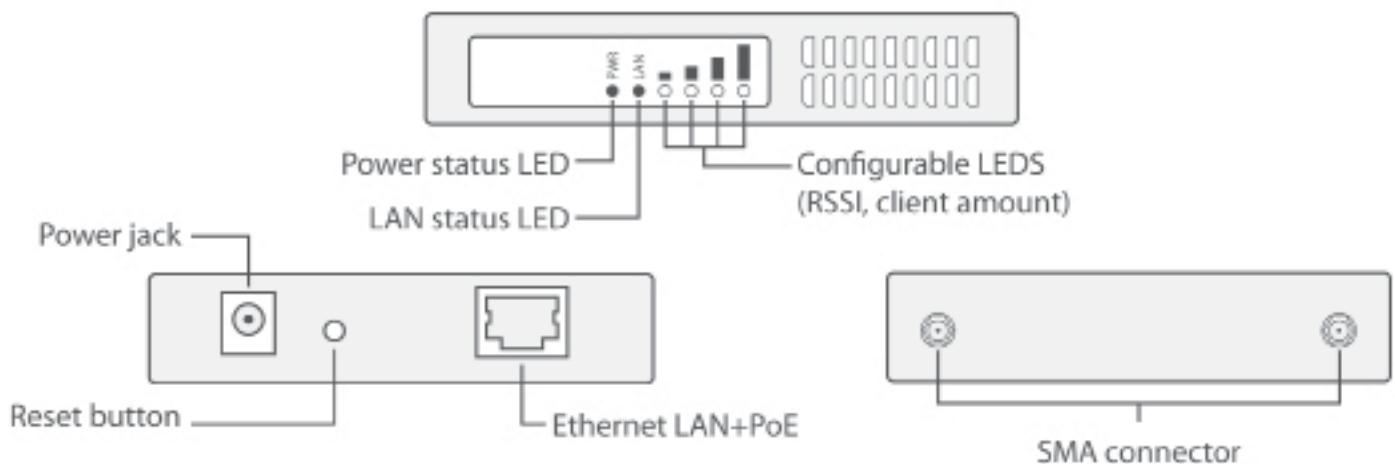 PWR
LAN
Power status LED
Configurable LEDS
(RSSI, client amount)
LAN status LED
Power jack
Reset button
Ethernet LAN+PoE
SMA connector